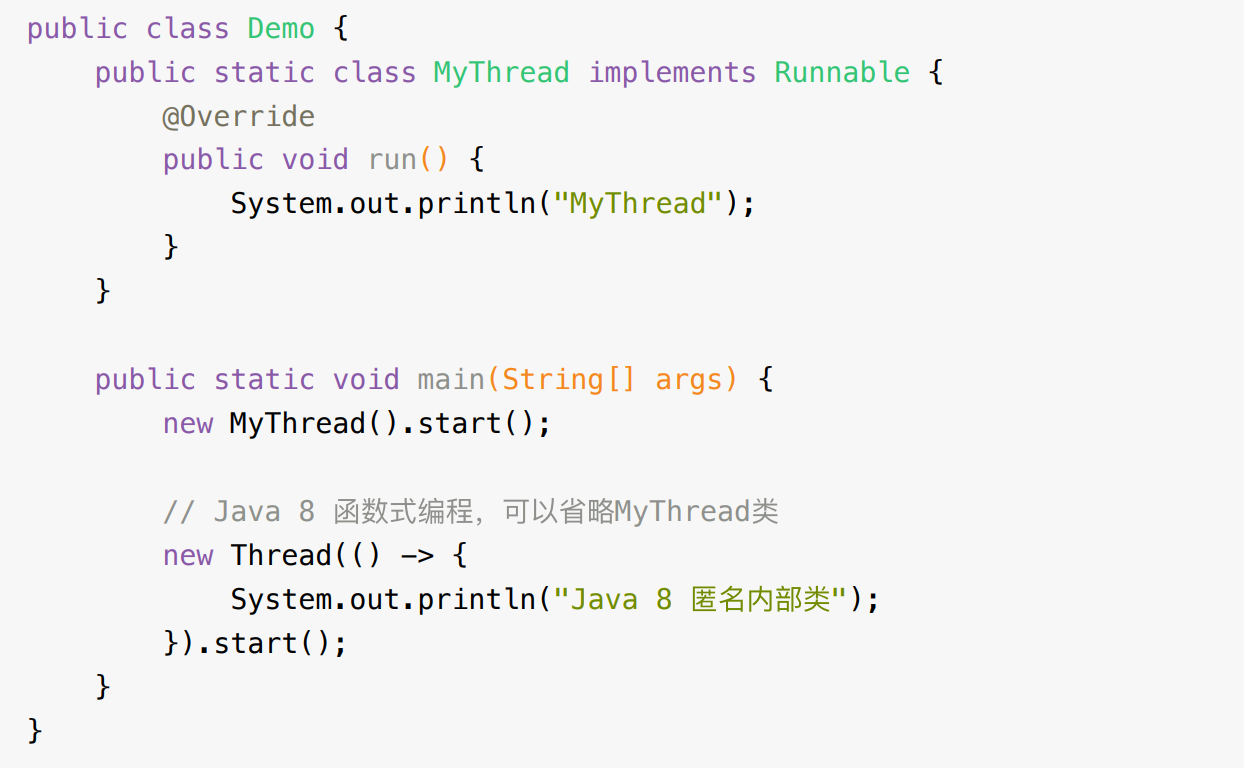 public class Demo {
    public static class MyThread implements Runnable {
        @Override
        public void run() {
            System.out.println("MyThread");
        }
    }

    public static void main(String[] args) {
        new MyThread().start();

        // Java 8 函数式编程，可以省略MyThread类
        new Thread(() -> {
            System.out.println("Java 8 匿名内部类");
        }).start();
    }
}